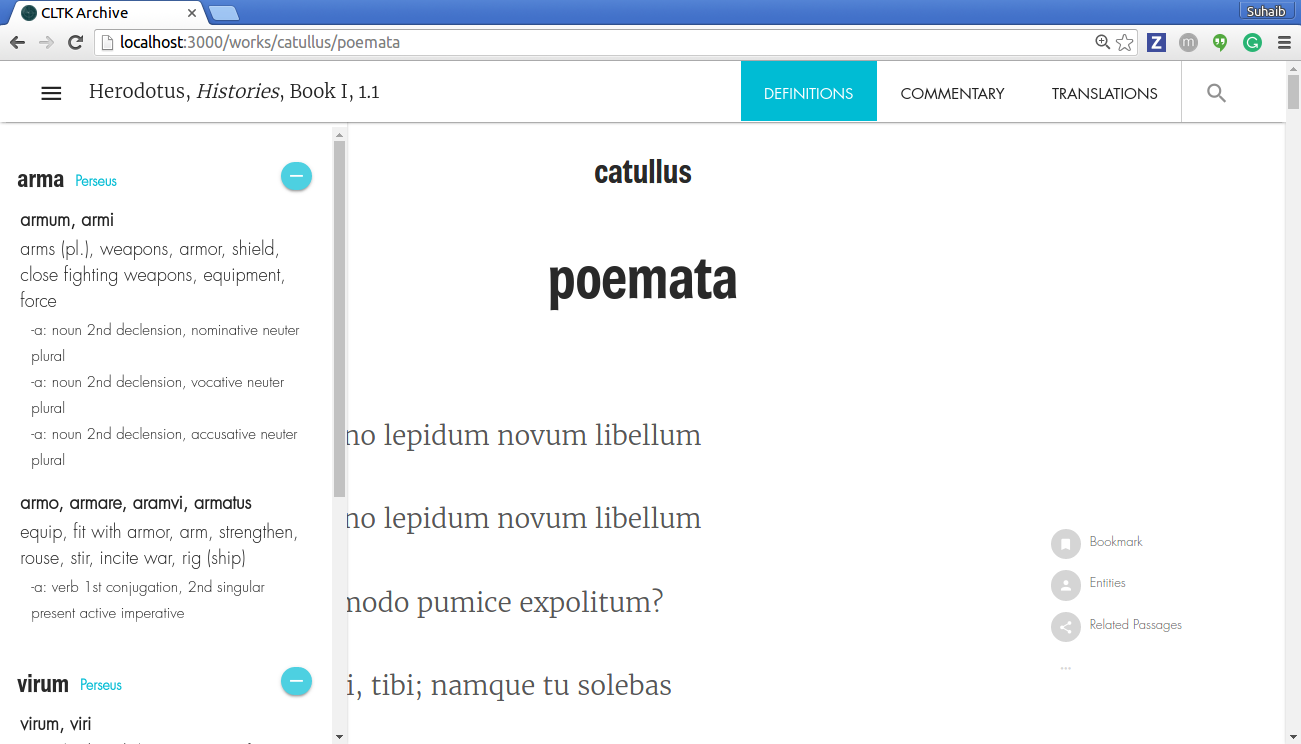 CLTK Archive
Suhaib
localhost:3000/works/catullus/poemata
Herodotus, Histories, Book I, 1.1
DEFINITIONS
COMMENTARY
TRANSLATIONS
arma Perseus
armum, armi
arms (pl.), weapons, armor, shield,
close fighting weapons, equipment,
force
-a: noun 2nd declension, nominative neuter
plural
-a: noun 2nd declension, vocative neuter
plural
-a: noun 2nd declension, accusative neuter
plural
armo, armare, aramvi, armatus
equip, fit with armor, arm, strengthen,
rouse, stir, incite war, rig (ship)
-a: verb 1st conjugation, 2nd singular
present active imperative
virum Perseus
virum, viri
catullus
poemata
no lepidum novum libellum
no lepidum novum libellum
modo pumice expolitum?
i, tibi; namque tu solebas
Bookmark
Entities
Related Passages
...